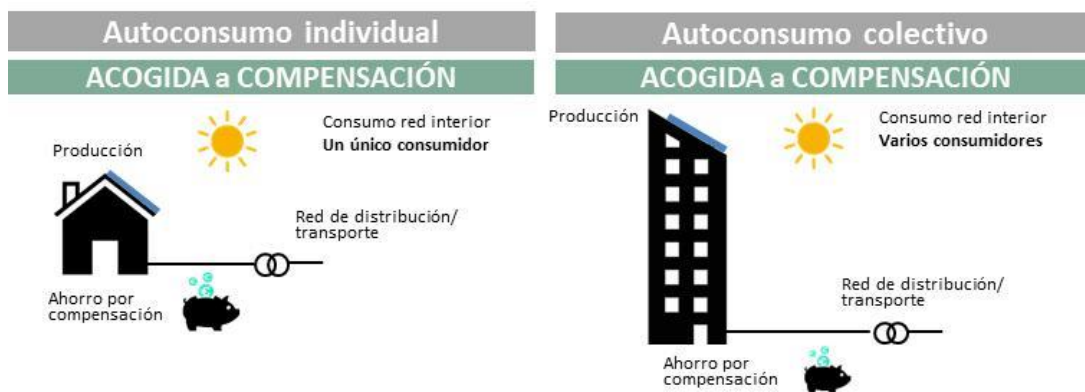 Autoconsumo individual
ACOGIDA a COMPENSACIÓN
Consumo red interior
Un único consumidor
Producción
Red de distribución/
transporte
Ahorro por
compensación
Autoconsumo colectivo
ACOGIDA a COMPENSACIÓN
Producción
Consumo red interior
Varios consumidores
Red de distribución/
transporte
Ahorro por
compensación